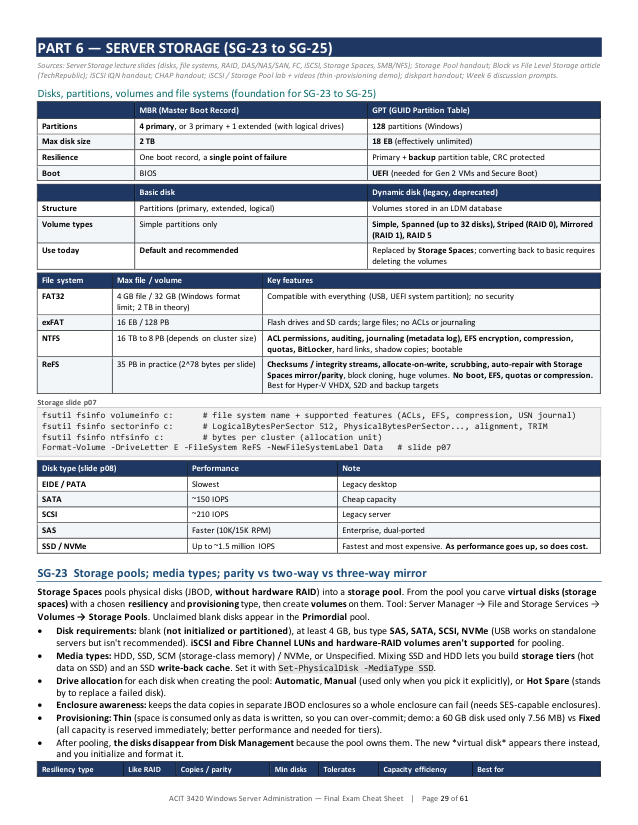 PART 6 — SERVER STORAGE (SG-23 to SG-25)
Sources: Server Storage lecture slides (disks, file systems, RAID, DAS/NAS/SAN, FC, iSCSI, Storage Spaces, SMB/NFS); Storage Pool handout; Block vs File Level Storage article
(TechRepublic); iSCSI IQN handout; CHAP handout; iSCSI / Storage Pool lab + videos (thin-provisioning demo); diskpart handout; Week 6 discussion prompts.
Disks, partitions, volumes and file systems (foundation for SG-23 to SG-25)
MBR (Master Boot Record) GPT (GUID Partition Table)
Partitions 4 primary, or 3 primary + 1 extended (with logical drives) 128 partitions (Windows)
Max disk size 2 TB 18 EB (effectively unlimited)
Resilience One boot record, a single point of failure Primary + backup partition table, CRC protected
Boot BIOS UEFI (needed for Gen 2 VMs and Secure Boot)
Basic disk Dynamic disk (legacy, deprecated)
Structure Partitions (primary, extended, logical) Volumes stored in an LDM database
Volume types Simple partitions only Simple, Spanned (up to 32 disks), Striped (RAID 0), Mirrored
(RAID 1), RAID 5
Use today Default and recommended Replaced by Storage Spaces; converting back to basic requires
deleting the volumes
File system Max file / volume Key features
FAT32 4 GB file / 32 GB (Windows format Compatible with everything (USB, UEFI system partition); no security
limit; 2 TB in theory)
exFAT 16 EB / 128 PB Flash drives and SD cards; large files; no ACLs or journaling
NTFS 16 TB to 8 PB (depends on cluster size) ACL permissions, auditing, journaling (metadata log), EFS encryption, compression,
quotas, BitLocker, hard links, shadow copies; bootable
ReFS 35 PB in practice (2^78 bytes per slide) Checksums / integrity streams, allocate-on-write, scrubbing, auto-repair with Storage
Spaces mirror/parity, block cloning, huge volumes. No boot, EFS, quotas or compression.
Best for Hyper-V VHDX, S2D and backup targets
Storage slide p07
fsutil fsinfo volumeinfo c: # file system name + supported features (ACLs, EFS, compression, USN journal)
fsutil fsinfo sectorinfo c: # LogicalBytesPerSector 512, PhysicalBytesPerSector..., alignment, TRIM
fsutil fsinfo ntfsinfo c: # bytes per cluster (allocation unit)
Format-Volume -DriveLetter E -FileSystem ReFS -NewFileSystemLabel Data # slide p07
Disk type (slide p08) Performance Note
EIDE / PATA Slowest Legacy desktop
SATA ~150 IOPS Cheap capacity
SCSI ~210 IOPS Legacy server
SAS Faster (10K/15K RPM) Enterprise, dual-ported
SSD / NVMe Up to ~1.5 million IOPS Fastest and most expensive. As performance goes up, so does cost.
SG-23 Storage pools; media types; parity vs two-way vs three-way mirror
Storage Spaces pools physical disks (JBOD, without hardware RAID) into a storage pool. From the pool you carve virtual disks (storage
spaces) with a chosen resiliency and provisioning type, then create volumes on them. Tool: Server Manager → File and Storage Services →
Volumes → Storage Pools. Unclaimed blank disks appear in the Primordial pool.
• Disk requirements: blank (not initialized or partitioned), at least 4 GB, bus type SAS, SATA, SCSI, NVMe (USB works on standalone
servers but isn't recommended). iSCSI and Fibre Channel LUNs and hardware-RAID volumes aren't supported for pooling.
• Media types: HDD, SSD, SCM (storage-class memory) / NVMe, or Unspecified. Mixing SSD and HDD lets you build storage tiers (hot
data on SSD) and an SSD write-back cache. Set it with Set-PhysicalDisk -MediaType SSD.
• Drive allocation for each disk when creating the pool: Automatic, Manual (used only when you pick it explicitly), or Hot Spare (stands
by to replace a failed disk).
• Enclosure awareness: keeps the data copies in separate JBOD enclosures so a whole enclosure can fail (needs SES-capable enclosures).
• Provisioning: Thin (space is consumed only as data is written, so you can over-commit; demo: a 60 GB disk used only 7.56 MB) vs Fixed
(all capacity is reserved immediately; better performance and needed for tiers).
• After pooling, the disks disappear from Disk Management because the pool owns them. The new *virtual disk* appears there instead,
and you initialize and format it.
Resiliency type Like RAID Copies / parity Min disks Tolerates Capacity efficiency Best for
ACIT 3420 Windows Server Administration — Final Exam Cheat Sheet | Page 29 of 61